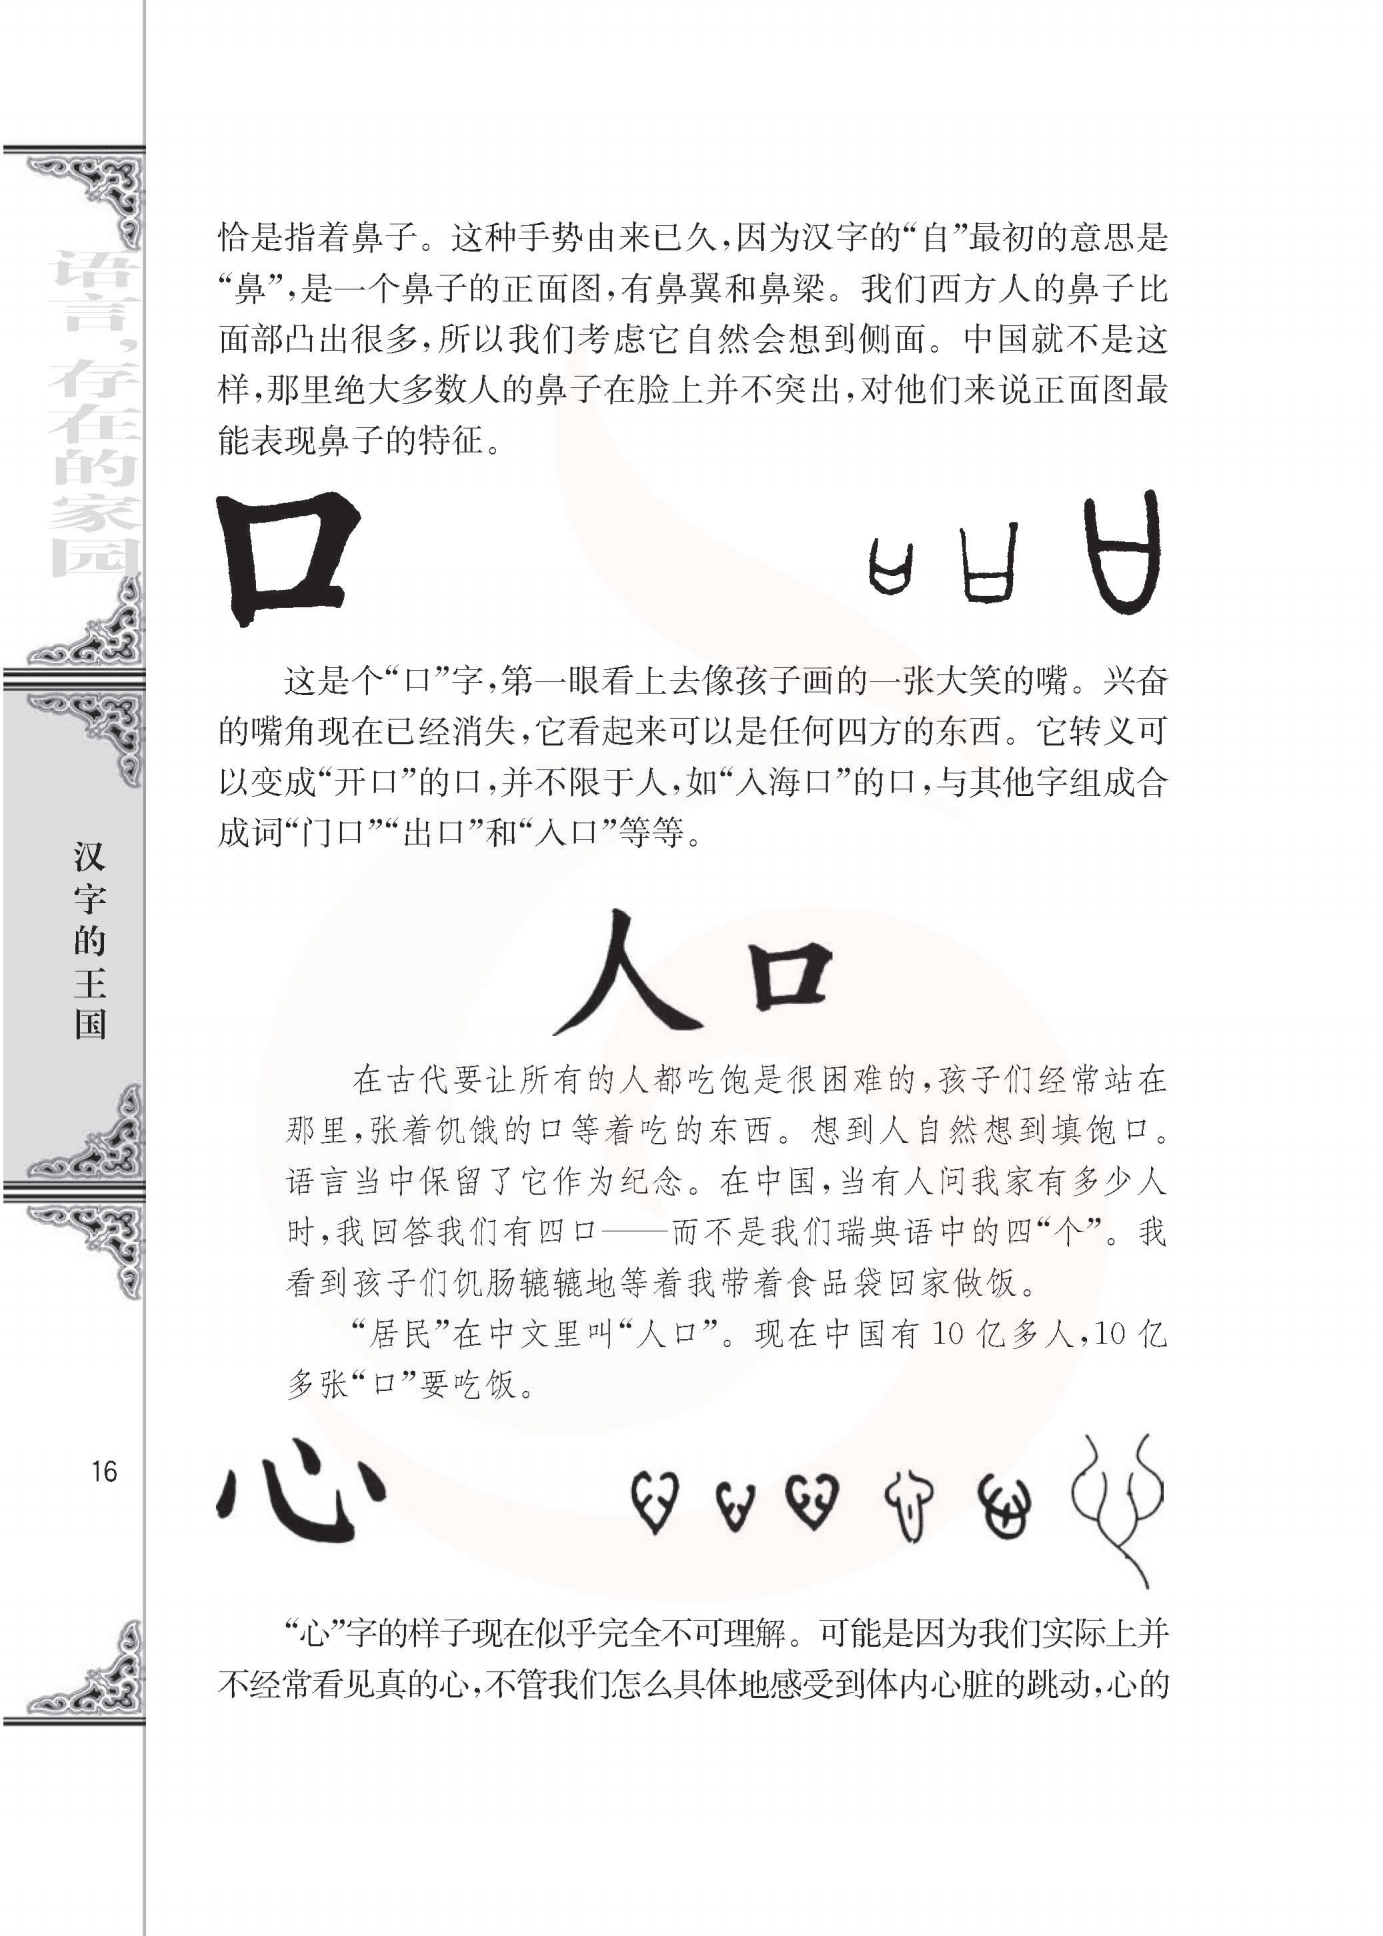 恰是指着鼻子。这种手势由来已久,因为汉字的“自”最初的意思是
“鼻”,是一个鼻子的正面图,有鼻翼和鼻梁。我们西方人的鼻子比
面部凸出很多,所以我们考虑它自然会想到侧面。中国就不是这
样,那里绝大多数人的鼻子在脸上并不突出,对他们来说正面图最
能表现鼻子的特征。
口
这是个“口”字,第一眼看上去像孩子画的一张大笑的嘴。兴奋
的嘴角现在已经消失,它看起来可以是任何四方的东西。它转义可
以变成“开口”的口,并不限于人,如“入海口”的口,与其他字组成合
成词“门口”“出口”和“入口”等等。
人口
在古代要让所有的人都吃饱是很困难的,孩子们经常站在
那里,张着饥饿的口等着吃的东西。想到人自然想到填饱口。
语言当中保留了它作为纪念。在中国,当有人问我家有多少人
时,我回答我们有四口——而不是我们瑞典语中的四“个”。我
看到孩子们饥肠辘辘地等着我带着食品袋回家做饭。
“居民”在中文里叫“人口”。现在中国有 10 亿多人,10 亿
多张“口”要吃饭。
心
“心”字的样子现在似乎完全不可理解。可能是因为我们实际上并
不经常看见真的心,不管我们怎么具体地感受到体内心脏的跳动,心的
语言,存在的家园
汉字的王国
16